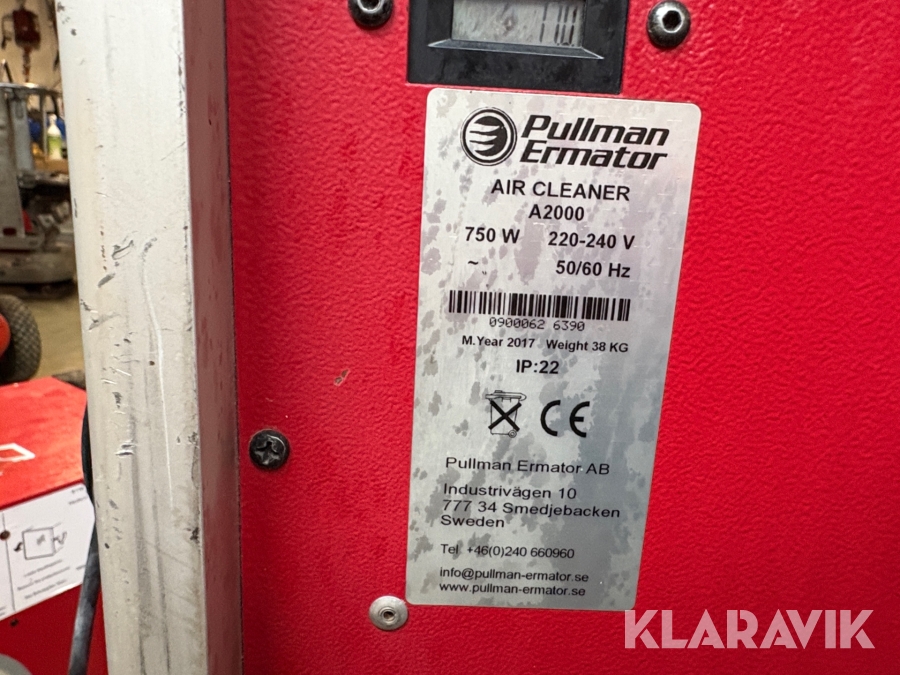 Pullman
Ermator
AIR CLEANER
A2000
750 W 220-240 V
~ 50/60 Hz
0900062 6390
M.Year 2017 Weight 38 KG
IP:22
CE
Pullman Ermator AB
Industrivägen 10
777 34 Smedjebacken
Sweden
Tel +46(0)240 660960
info@pullman-ermator.se
www.pullman-ermator.se
KLARAVIK